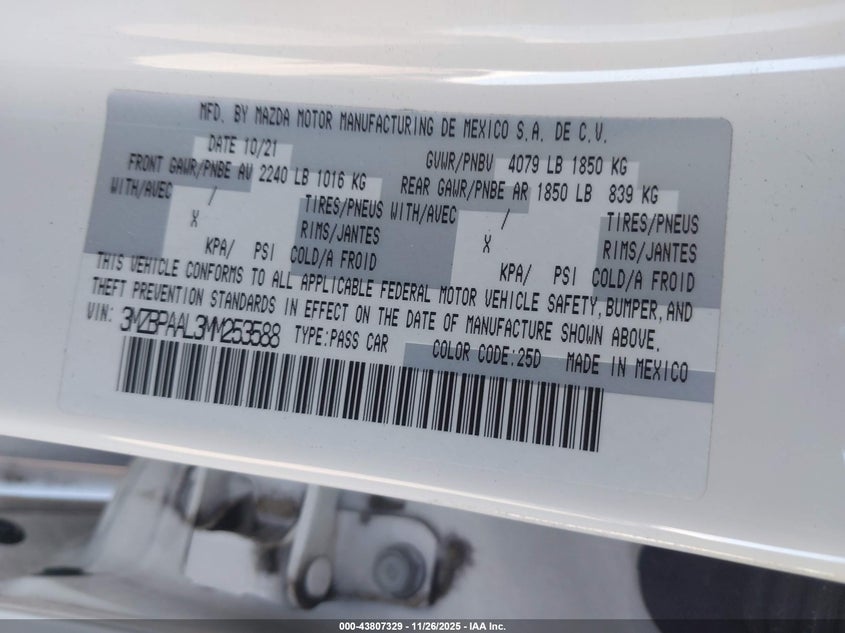 MFD. BY MAZDA MOTOR MANUFACTURING DE MEXICO S.A. DE C.V.
DATE 10/21 GVWR/PNBV 4079 LB 1850 KG
FRONT GAWR/PNBE AV 2240 LB 1016 KG REAR GAWR/PNBE AR 1850 LB 839 KG
WITH/AVEC / TIRES/PNEUS WITH/AVEC / TIRES/PNEUS
X RIMS/JANTES X RIMS/JANTES
KPA/ PSI COLD/A FROID KPA/ PSI COLD/A FROID
THIS VEHICLE CONFORMS TO ALL APPLICABLE FEDERAL MOTOR VEHICLE SAFETY, BUMPER, AND
THEFT PREVENTION STANDARDS IN EFFECT ON THE DATE OF MANUFACTURE SHOWN ABOVE.
VIN: 3MZBPAAL3MM253588 TYPE:PASS CAR COLOR CODE:25D MADE IN MEXICO
000-43807329 - 11/26/2025 - IAA Inc.